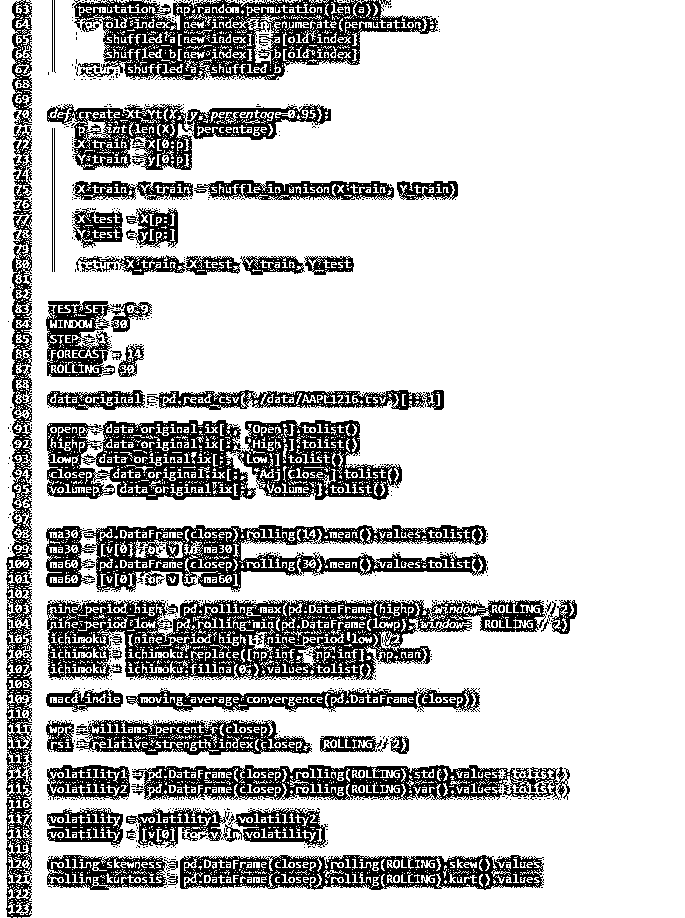 63 permutation = np.random.permutation(len(a))
64 for old_index, new_index in enumerate(permutation):
65 shuffled_a[new_index] = a[old_index]
66 shuffled_b[new_index] = b[old_index]
67 return shuffled_a, shuffled_b
68
69
70 def create_Xt_Yt(X, y, percentage=0.95):
71 p = int(len(X) * percentage)
72 X_train = X[0:p]
73 Y_train = y[0:p]
74
75 X_train, Y_train = shuffle_in_unison(X_train, Y_train)
76
77 X_test = X[p:]
78 Y_test = y[p:]
79
80 return X_train, X_test, Y_train, Y_test
81
82
83 TEST_SET = 0.9
84 WINDOW = 30
85 STEP = 1
86 FORECAST = 14
87 ROLLING = 30
88
89 data_original = pd.read_csv('./data/AAPL1216.csv')[::-1]
90
91 openp = data_original.ix[:, 'Open'].tolist()
92 highp = data_original.ix[:, 'High'].tolist()
93 lowp = data_original.ix[:, 'Low'].tolist()
94 closep = data_original.ix[:, 'Adj Close'].tolist()
95 volumep = data_original.ix[:, 'Volume'].tolist()
96
97
98 ma30 = pd.DataFrame(closep).rolling(14).mean().values.tolist()
99 ma30 = [v[0] for v in ma30]
100 ma60 = pd.DataFrame(closep).rolling(30).mean().values.tolist()
101 ma60 = [v[0] for v in ma60]
102
103 nine_period_high = pd.rolling_max(pd.DataFrame(highp), window= ROLLING // 2)
104 nine_period_low = pd.rolling_min(pd.DataFrame(lowp), window= ROLLING // 2)
105 ichimoku = (nine_period_high + nine_period_low) /2
106 ichimoku = ichimoku.replace([np.inf, -np.inf], np.nan)
107 ichimoku = ichimoku.fillna(0.).values.tolist()
108
109 macd_indie = moving_average_convergence(pd.DataFrame(closep))
110
111 wpr = williams_percent_r(closep)
112 rsi = relative_strength_index(closep, ROLLING // 2)
113
114 volatility1 = pd.DataFrame(closep).rolling(ROLLING).std().values#.tolist()
115 volatility2 = pd.DataFrame(closep).rolling(ROLLING).var().values#.tolist()
116
117 volatility = volatility1 / volatility2
118 volatility = [v[0] for v in volatility]
119
120 rolling_skewness = pd.DataFrame(closep).rolling(ROLLING).skew().values
121 rolling_kurtosis = pd.DataFrame(closep).rolling(ROLLING).kurt().values
122
123